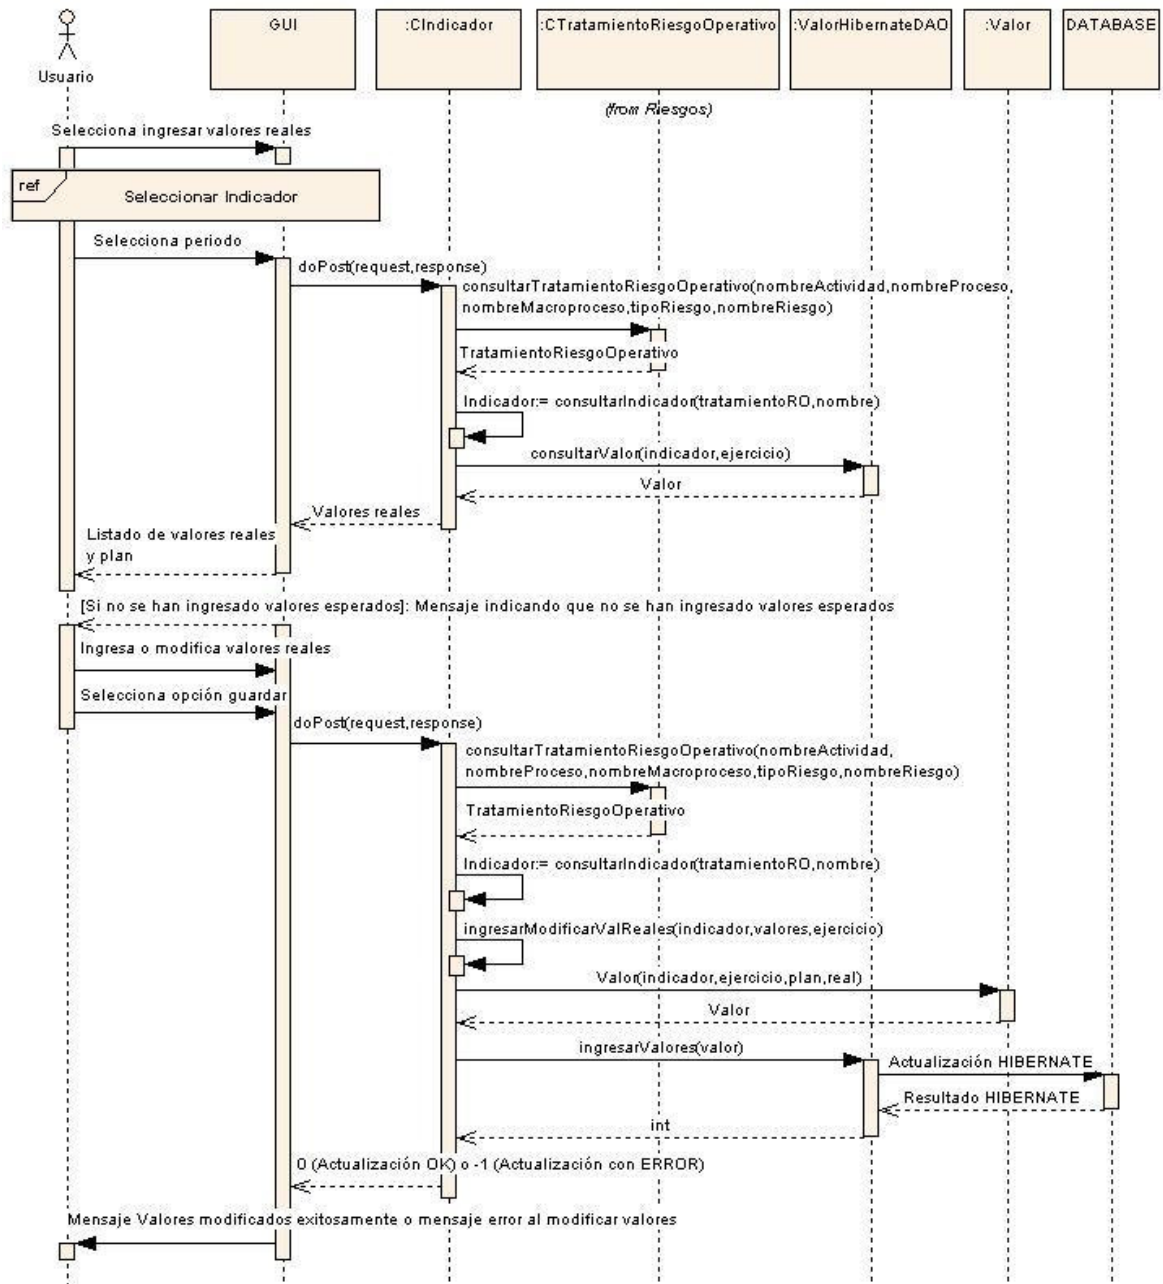 Usuario
GUI
:CIndicador
:CTratamientoRiesgoOperativo
:ValorHibernateDAO
:Valor
DATABASE
(from Riesgos)
Selecciona ingresar valores reales
ref
Seleccionar Indicador
Selecciona periodo
doPost(request,response)
consultarTratamientoRiesgoOperativo(nombreActividad,nombreProceso,
nombreMacroproceso,tipoRiesgo,nombreRiesgo)
TratamientoRiesgoOperativo
Indicador:= consultarIndicador(tratamientoRO,nombre)
consultarValor(indicador,ejercicio)
Valor
Valores reales
Listado de valores reales
y plan
[Si no se han ingresado valores esperados]: Mensaje indicando que no se han ingresado valores esperados
Ingresa o modifica valores reales
Selecciona opción guardar
doPost(request,response)
consultarTratamientoRiesgoOperativo(nombreActividad,
nombreProceso,nombreMacroproceso,tipoRiesgo,nombreRiesgo)
TratamientoRiesgoOperativo
Indicador:= consultarIndicador(tratamientoRO,nombre)
ingresarModificarValReales(indicador,valores,ejercicio)
Valor(indicador,ejercicio,plan,real)
Valor
ingresarValores(valor)
Actualización HIBERNATE
Resultado HIBERNATE
int
0 (Actualización OK) o -1 (Actualización con ERROR)
Mensaje Valores modificados exitosamente o mensaje error al modificar valores